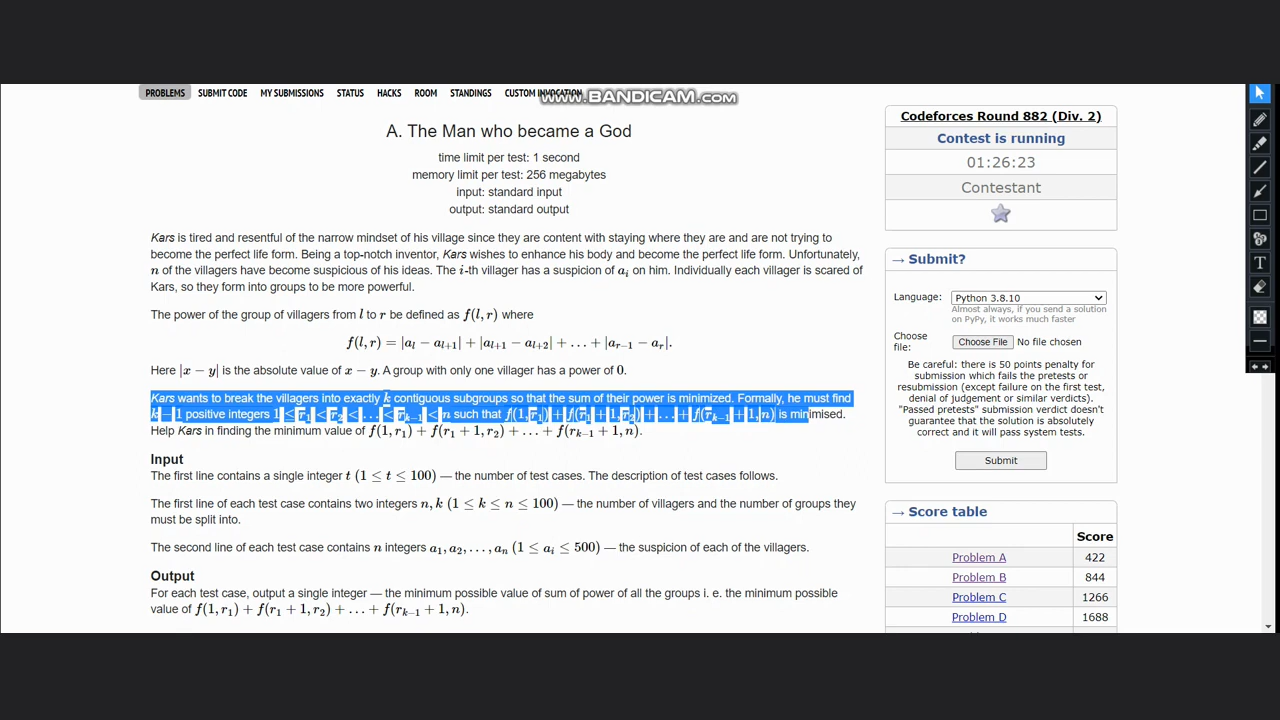 PROBLEMS SUBMIT CODE MY SUBMISSIONS STATUS HACKS ROOM STANDINGS CUSTOM INVOCATION
www.BANDICAM.com
A. The Man who became a God
time limit per test: 1 second
memory limit per test: 256 megabytes
input: standard input
output: standard output
Kars is tired and resentful of the narrow mindset of his village since they are content with staying where they are and are not trying to
become the perfect life form. Being a top-notch inventor, Kars wishes to enhance his body and become the perfect life form. Unfortunately,
n of the villagers have become suspicious of his ideas. The i-th villager has a suspicion of a_i on him. Individually each villager is scared of
Kars, so they form into groups to be more powerful.
The power of the group of villagers from l to r be defined as f(l, r) where
f(l, r) = |a_l − a_{l+1}| + |a_{l+1} − a_{l+2}| + … + |a_{r−1} − a_r|.
Here |x − y| is the absolute value of x − y. A group with only one villager has a power of 0.
Kars wants to break the villagers into exactly k contiguous subgroups so that the sum of their power is minimized. Formally, he must find
k − 1 positive integers 1 ≤ r_1 < r_2 < … < r_{k−1} < n such that f(1, r_1) + f(r_1 + 1, r_2) + … + f(r_{k−1} + 1, n) is minimised.
Help Kars in finding the minimum value of f(1, r_1) + f(r_1 + 1, r_2) + … + f(r_{k−1} + 1, n).
Input
The first line contains a single integer t (1 ≤ t ≤ 100) — the number of test cases. The description of test cases follows.
The first line of each test case contains two integers n, k (1 ≤ k ≤ n ≤ 100) — the number of villagers and the number of groups they
must be split into.
The second line of each test case contains n integers a_1, a_2, …, a_n (1 ≤ a_i ≤ 500) — the suspicion of each of the villagers.
Output
For each test case, output a single integer — the minimum possible value of sum of power of all the groups i. e. the minimum possible
value of f(1, r_1) + f(r_1 + 1, r_2) + … + f(r_{k−1} + 1, n).
Codeforces Round 882 (Div. 2)
Contest is running
01:26:23
Contestant
→ Submit?
Language: Python 3.8.10
Almost always, if you send a solution
on PyPy, it works much faster
Choose
file: Choose File No file chosen
Be careful: there is 50 points penalty for
submission which fails the pretests or
resubmission (except failure on the first test,
denial of judgement or similar verdicts).
"Passed pretests" submission verdict doesn't
guarantee that the solution is absolutely
correct and it will pass system tests.
Submit
→ Score table
Score
Problem A 422
Problem B 844
Problem C 1266
Problem D 1688
T